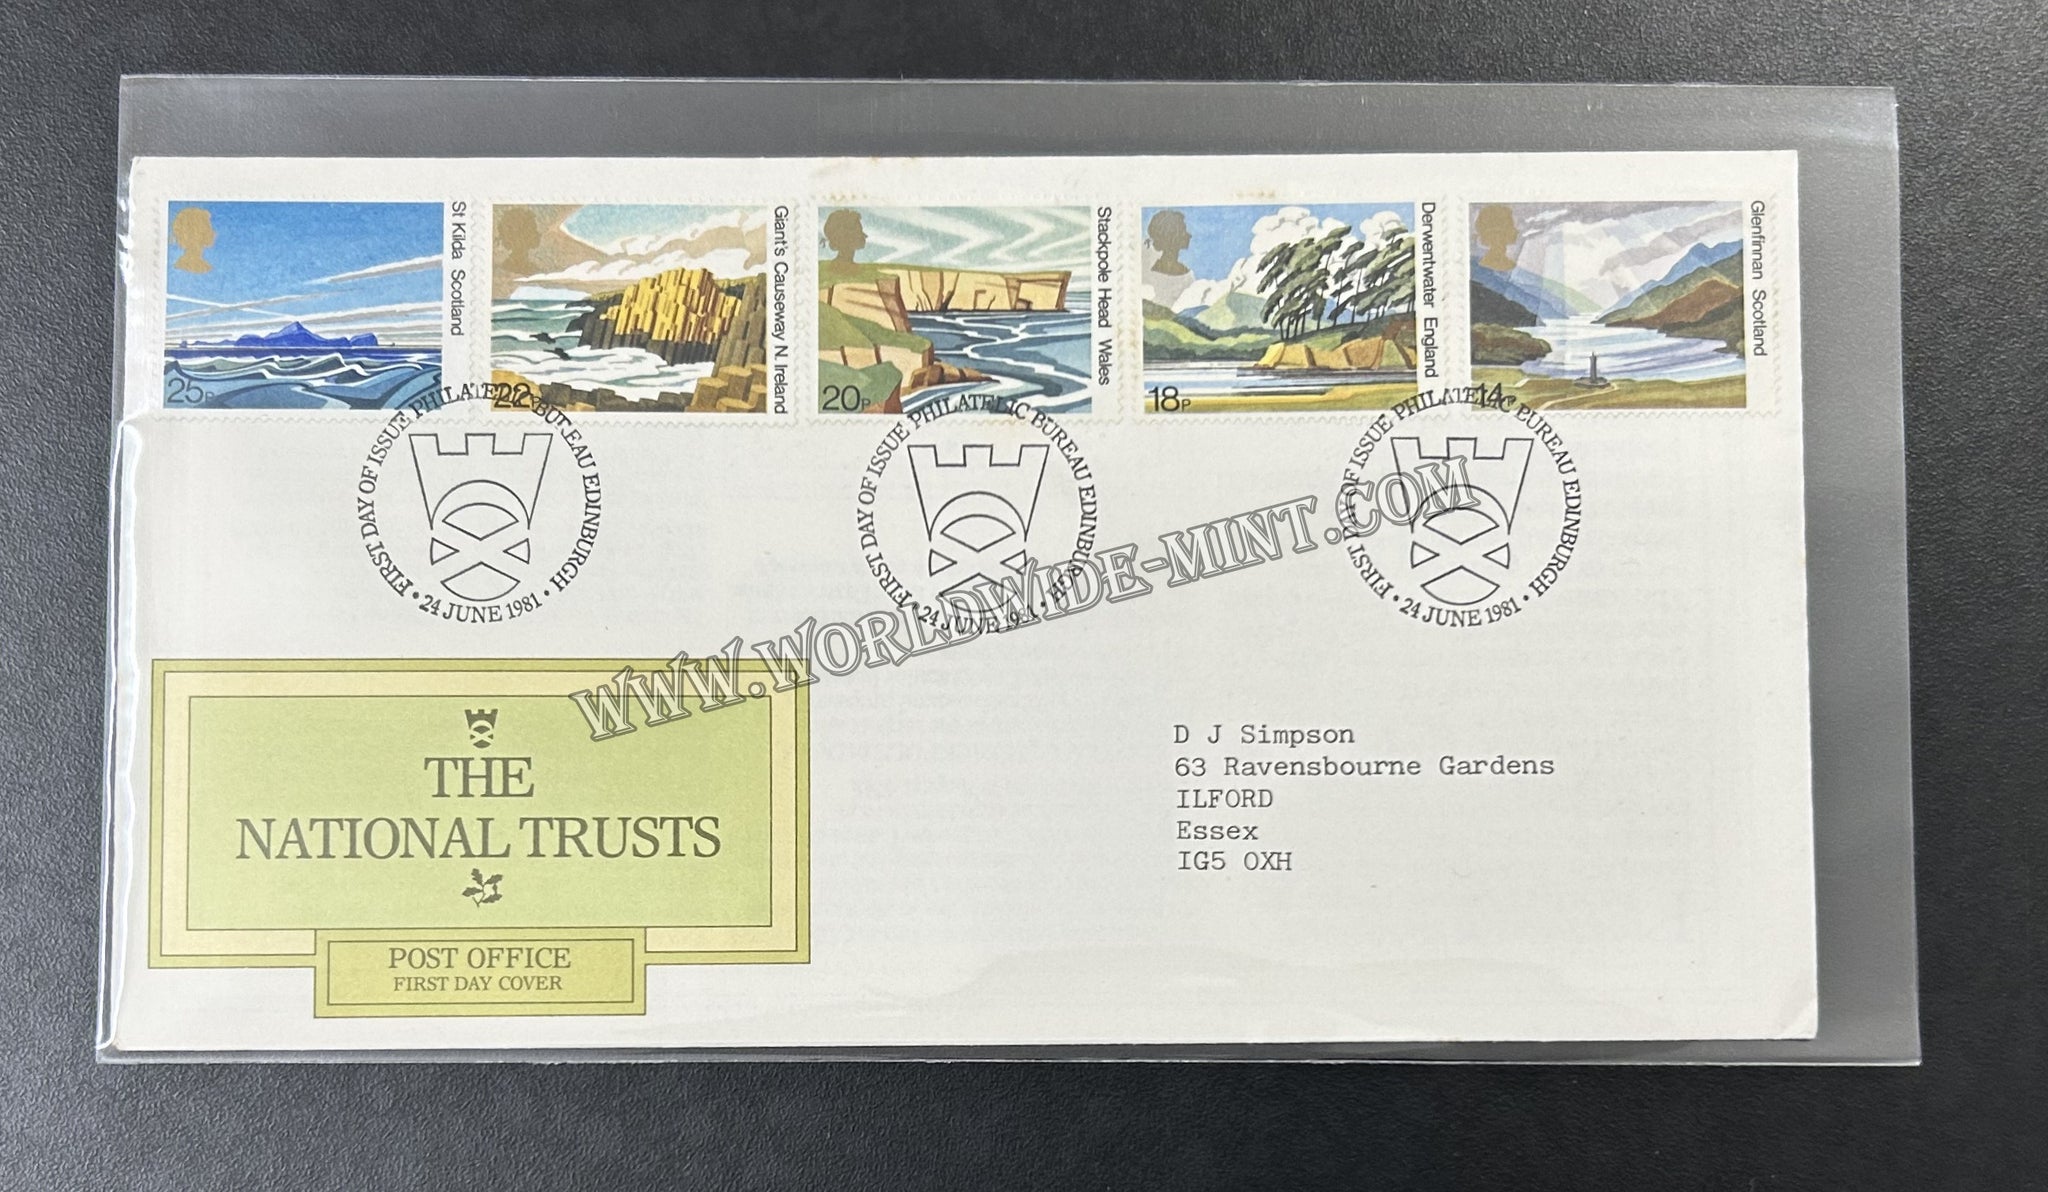 St Kilda Scotland
25P
Giant's Causeway N. Ireland
22
Stackpole Head Wales
20P
Derwentwater England
18P
Glenfinnan Scotland
14
FIRST DAY OF ISSUE PHILATELIC BUREAU EDINBURGH
• 24 JUNE 1981 •
FIRST DAY OF ISSUE PHILATELIC BUREAU EDINBURGH
• 24 JUNE 1981 •
FIRST DAY OF ISSUE PHILATELIC BUREAU EDINBURGH
• 24 JUNE 1981 •
WWW.WORLDWIDE-MINT.COM
THE
NATIONAL TRUSTS
POST OFFICE
FIRST DAY COVER
D J Simpson
63 Ravensbourne Gardens
ILFORD
Essex
IG5 OXH